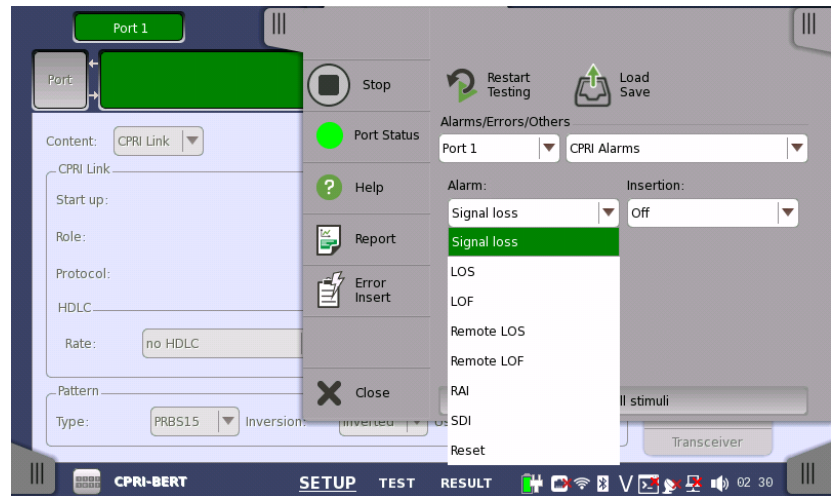 Port 1
Port
Stop
Restart
Testing
Load
Save
Port Status
Alarms/Errors/Others
Port 1
CPRI Alarms
Content:
CPRI Link
CPRI Link
Start up:
Role:
Protocol:
HDLC
Rate:
no HDLC
Help
Alarm:
Insertion:
Signal loss
Off
Report
Signal loss
LOS
LOF
Remote LOS
Remote LOF
RAI
SDI
Reset
Error
Insert
Close
ll stimuli
Pattern
Type:
PRBS15
Inversion:
Inverted
Transceiver
CPRI-BERT
SETUP
TEST
RESULT
02 30